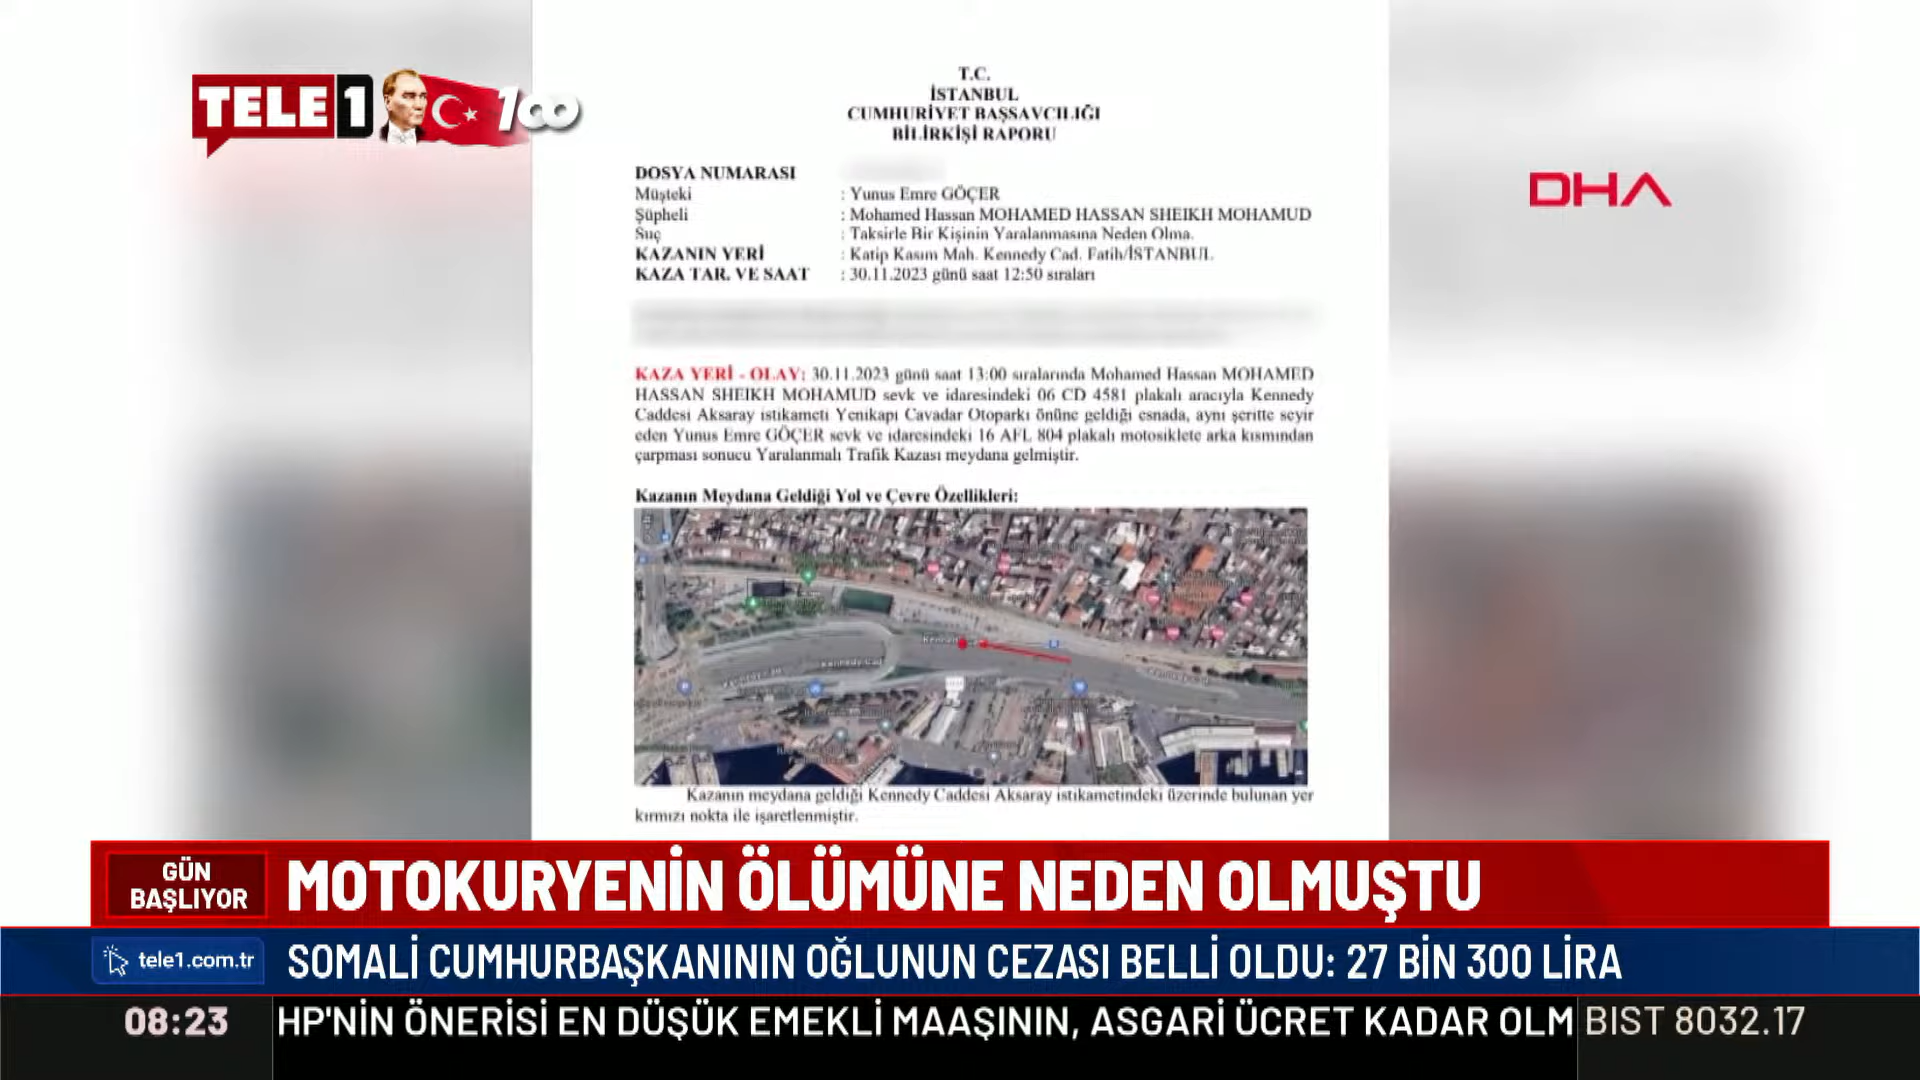 TELE1
100
DHA
T.C.
İSTANBUL
CUMHURİYET BAŞSAVCILIĞI
BİLİRKİŞİ RAPORU
DOSYA NUMARASI
Müşteki : Yunus Emre GÖÇER
Şüpheli : Mohamed Hassan MOHAMED HASSAN SHEIKH MOHAMUD
Suç : Taksirle Bir Kişinin Yaralanmasına Neden Olma.
KAZANIN YERİ : Katip Kasım Mah. Kennedy Cad. Fatih/İSTANBUL.
KAZA TAR. VE SAAT : 30.11.2023 günü saat 12:50 sıraları
KAZA YERİ - OLAY: 30.11.2023 günü saat 13:00 sıralarında Mohamed Hassan MOHAMED
HASSAN SHEIKH MOHAMUD sevk ve idaresindeki 06 CD 4581 plakalı aracıyla Kennedy
Caddesi Aksaray istikameti Yenikapı Cavadar Otoparkı önüne geldiği esnada, aynı şeritte seyir
eden Yunus Emre GÖÇER sevk ve idaresindeki 16 AFL 804 plakalı motosiklete arka kısmından
çarpması sonucu Yaralanmalı Trafik Kazası meydana gelmiştir.
Kazanın Meydana Geldiği Yol ve Çevre Özellikleri:
Kennedy Cad
Kazanın meydana geldiği Kennedy Caddesi Aksaray istikametindeki üzerinde bulunan yer
kırmızı nokta ile işaretlenmiştir.
GÜN
BAŞLIYOR
MOTOKURYENİN ÖLÜMÜNE NEDEN OLMUŞTU
tele1.com.tr
SOMALİ CUMHURBAŞKANININ OĞLUNUN CEZASI BELLİ OLDU: 27 BİN 300 LİRA
08:23
HP'NİN ÖNERİSİ EN DÜŞÜK EMEKLİ MAAŞININ, ASGARİ ÜCRET KADAR OLM
BIST 8032.17